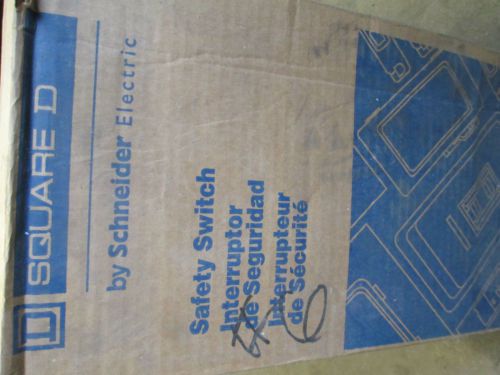 SQUARE D
by Schneider Electric
Safety Switch
Interruptor
de Seguridad
Interrupteur
de Sécurité